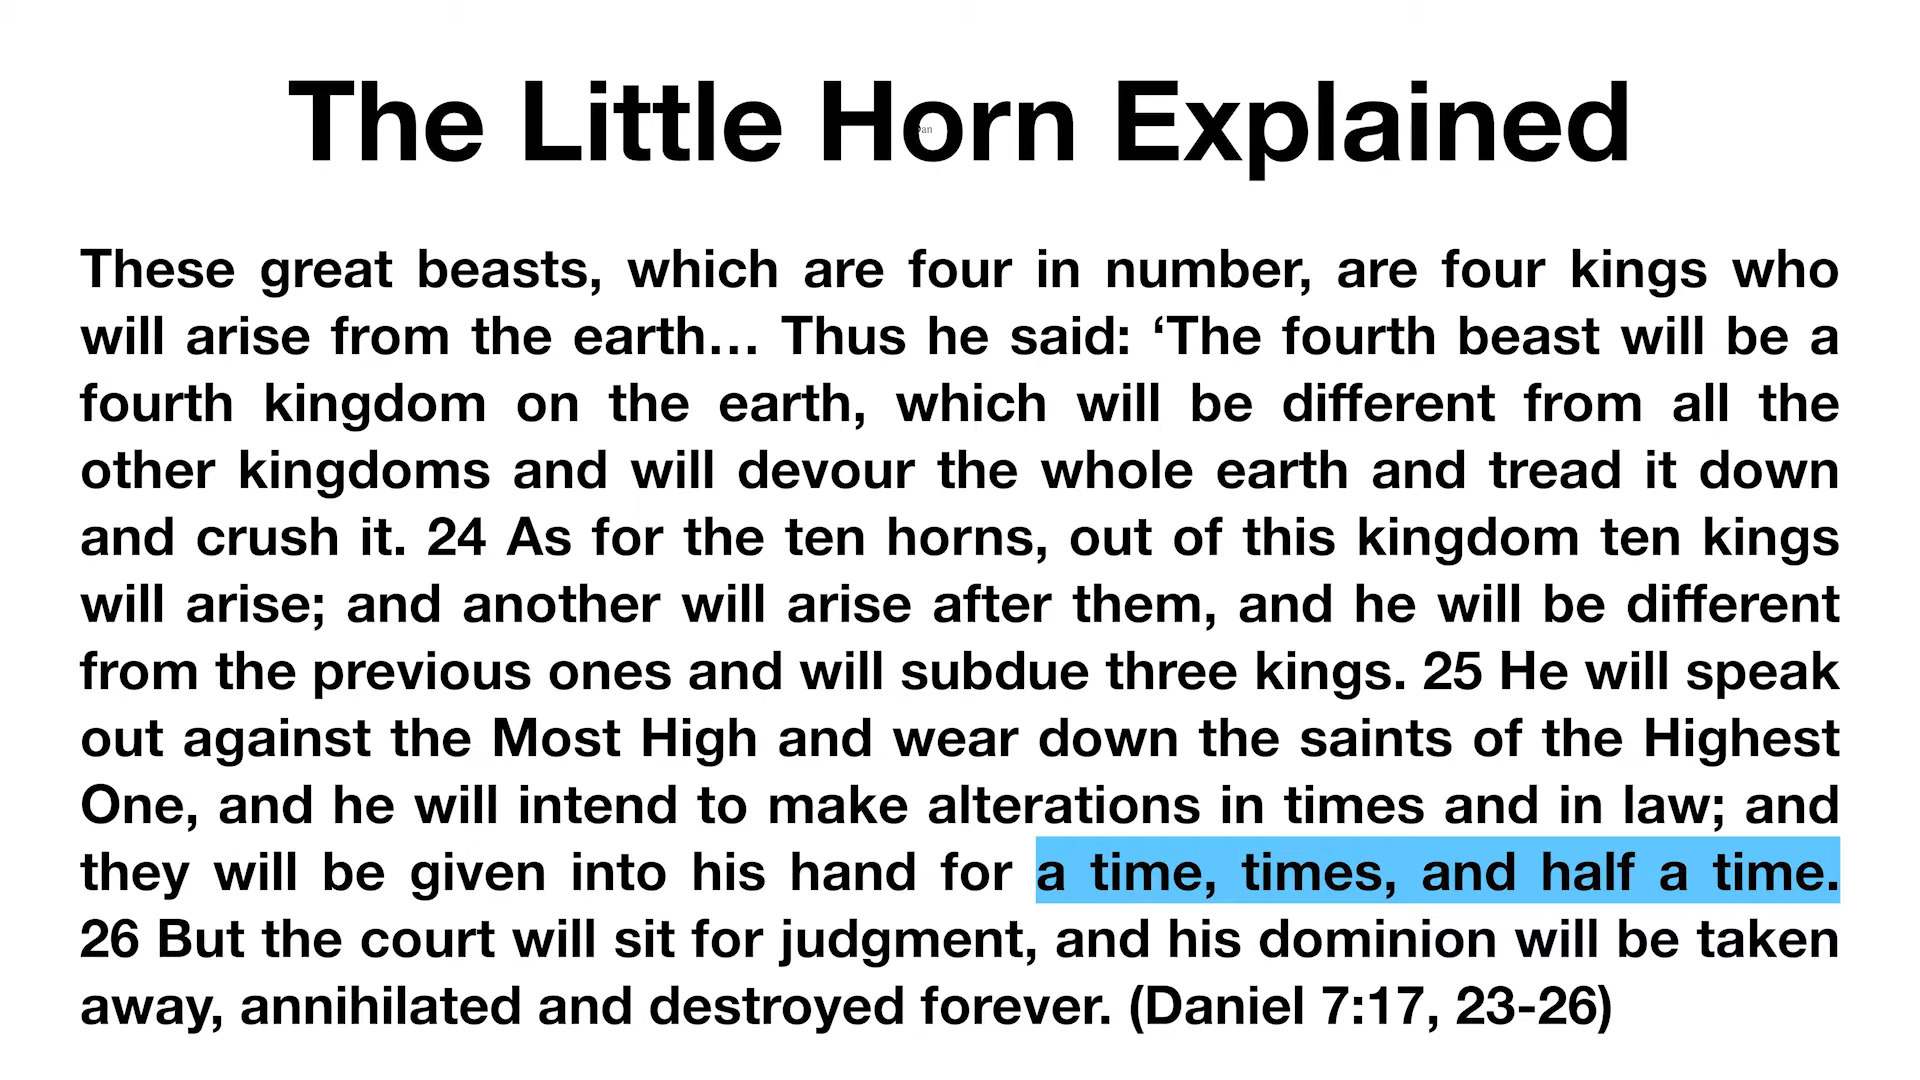 The Little Horn Explained
These great beasts, which are four in number, are four kings who
will arise from the earth… Thus he said: ‘The fourth beast will be a
fourth kingdom on the earth, which will be different from all the
other kingdoms and will devour the whole earth and tread it down
and crush it. 24 As for the ten horns, out of this kingdom ten kings
will arise; and another will arise after them, and he will be different
from the previous ones and will subdue three kings. 25 He will speak
out against the Most High and wear down the saints of the Highest
One, and he will intend to make alterations in times and in law; and
they will be given into his hand for a time, times, and half a time.
26 But the court will sit for judgment, and his dominion will be taken
away, annihilated and destroyed forever. (Daniel 7:17, 23-26)